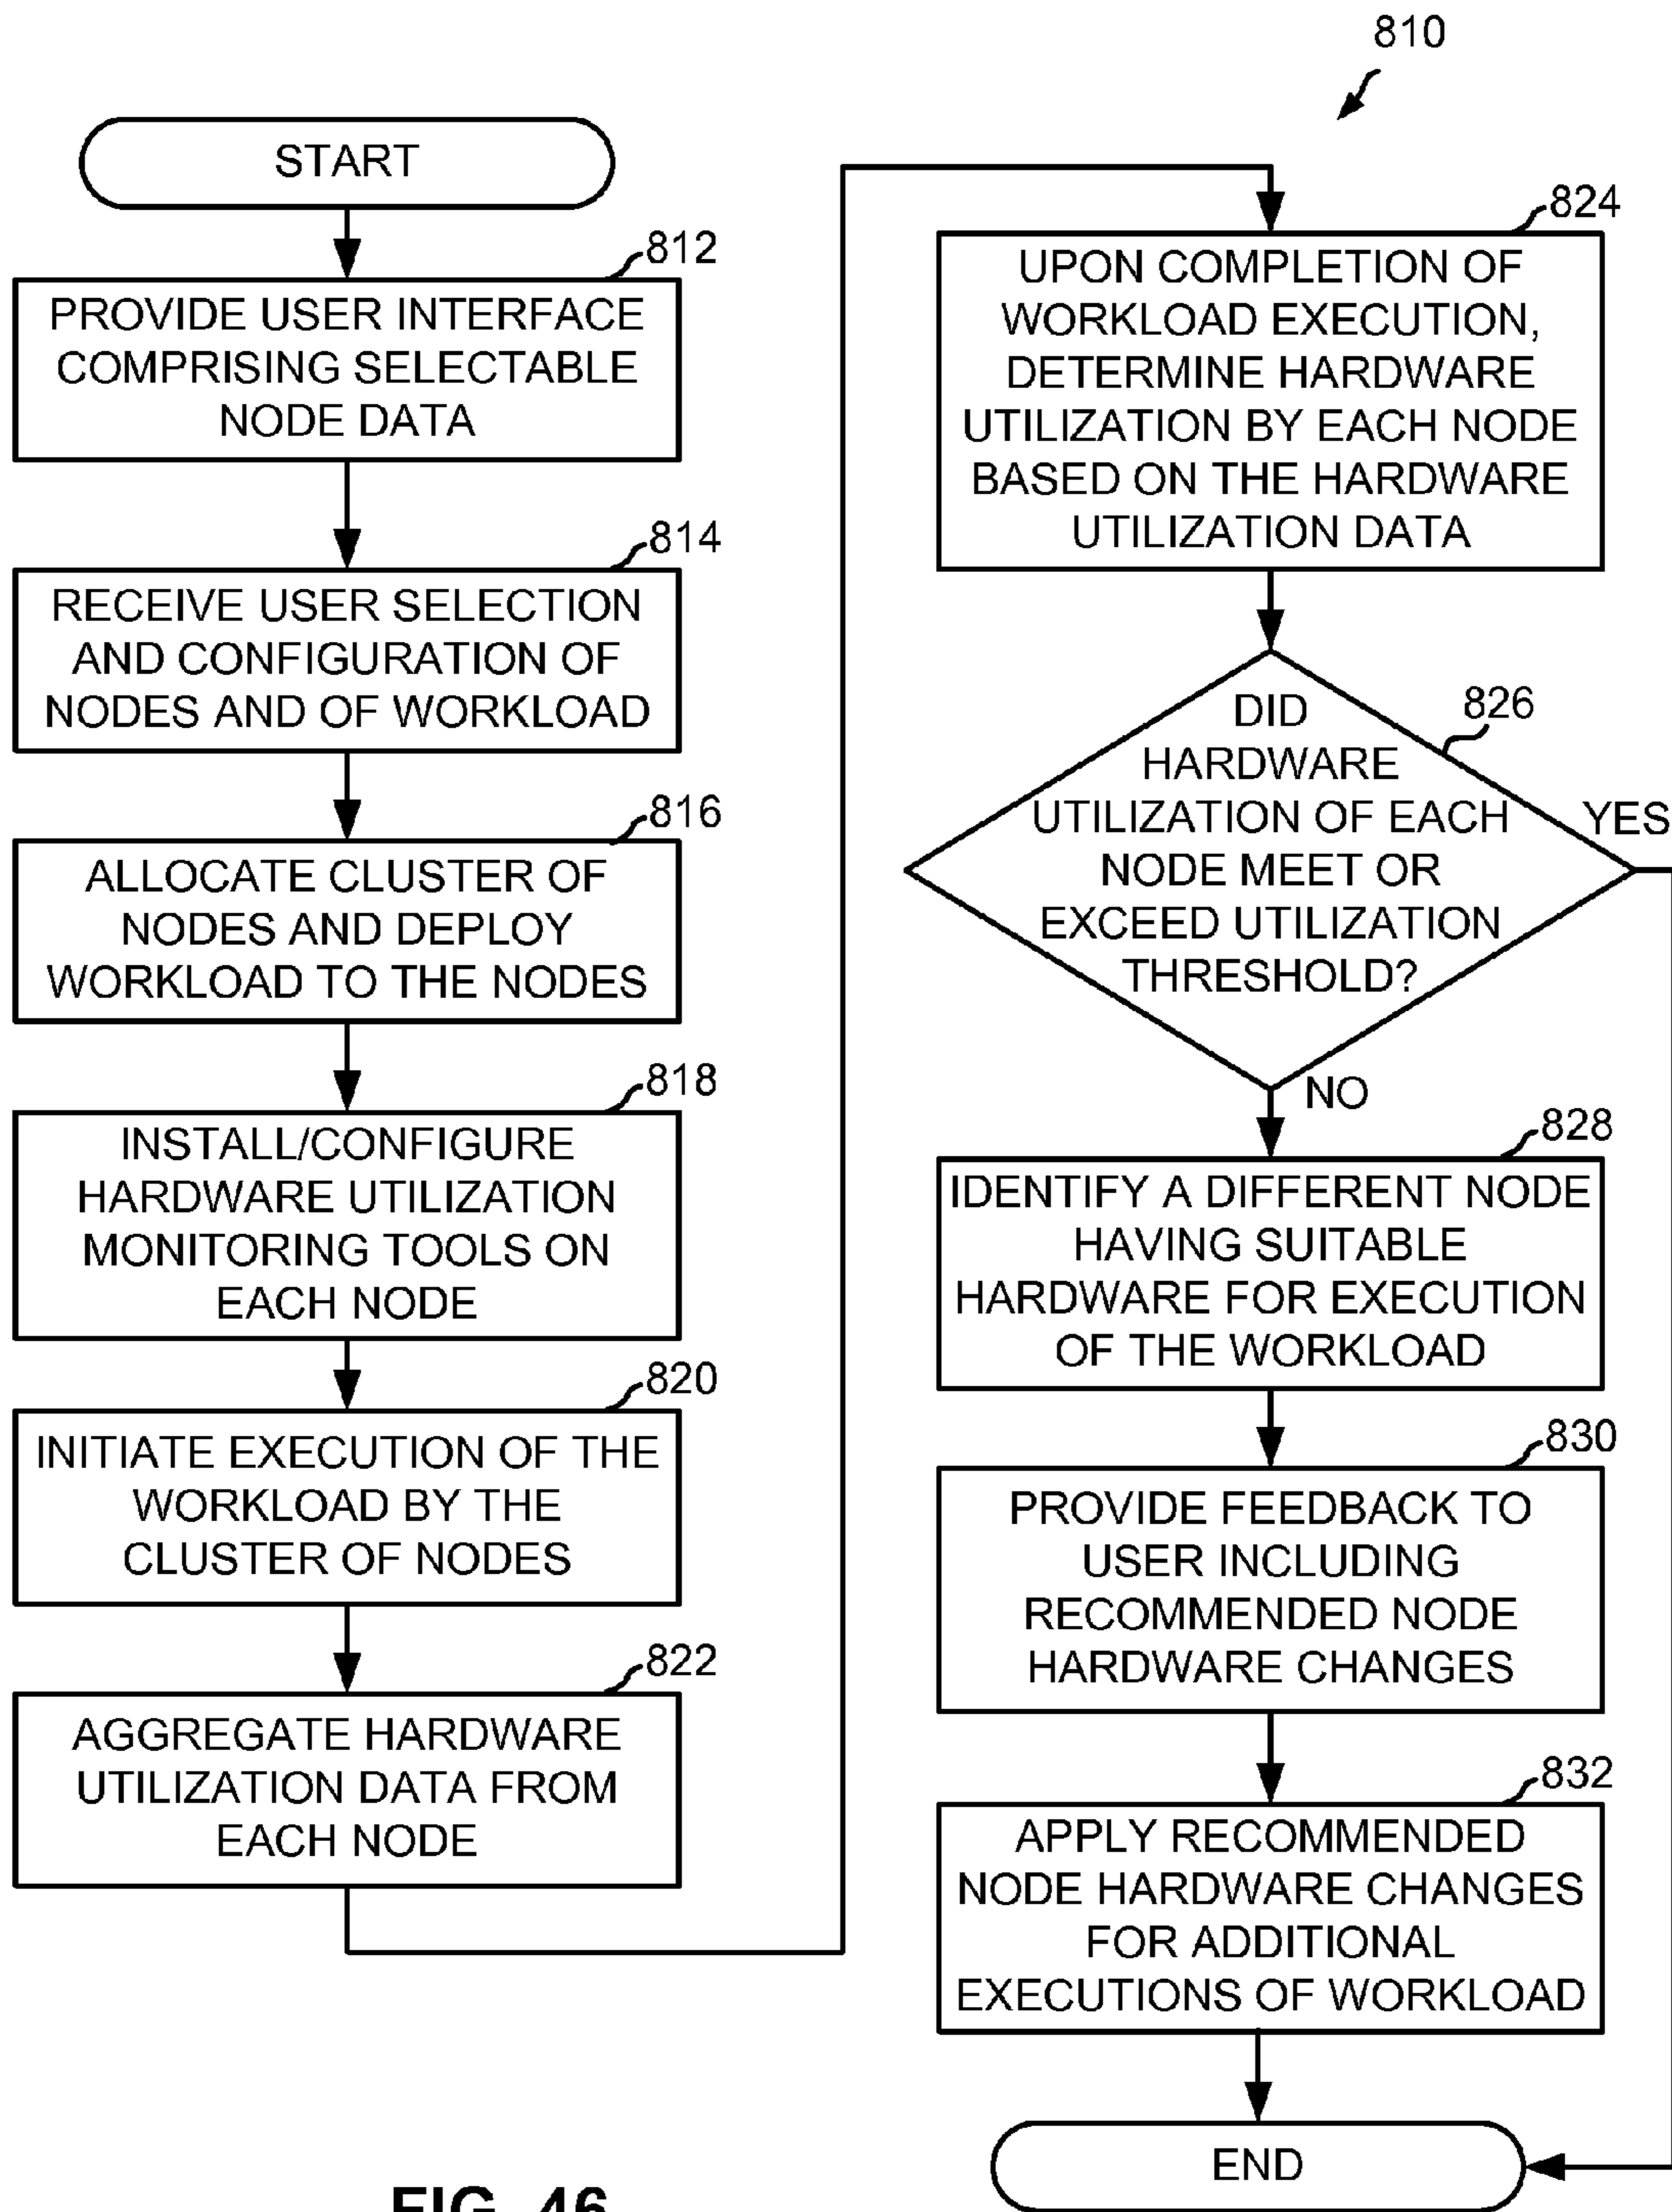 810
START
812
PROVIDE USER INTERFACE
COMPRISING SELECTABLE
NODE DATA
814
RECEIVE USER SELECTION
AND CONFIGURATION OF
NODES AND OF WORKLOAD
816
ALLOCATE CLUSTER OF
NODES AND DEPLOY
WORKLOAD TO THE NODES
818
INSTALL/CONFIGURE
HARDWARE UTILIZATION
MONITORING TOOLS ON
EACH NODE
820
INITIATE EXECUTION OF THE
WORKLOAD BY THE
CLUSTER OF NODES
822
AGGREGATE HARDWARE
UTILIZATION DATA FROM
EACH NODE
824
UPON COMPLETION OF
WORKLOAD EXECUTION,
DETERMINE HARDWARE
UTILIZATION BY EACH NODE
BASED ON THE HARDWARE
UTILIZATION DATA
826
DID
HARDWARE
UTILIZATION OF EACH
NODE MEET OR
EXCEED UTILIZATION
THRESHOLD?
YES
NO
828
IDENTIFY A DIFFERENT NODE
HAVING SUITABLE
HARDWARE FOR EXECUTION
OF THE WORKLOAD
830
PROVIDE FEEDBACK TO
USER INCLUDING
RECOMMENDED NODE
HARDWARE CHANGES
832
APPLY RECOMMENDED
NODE HARDWARE CHANGES
FOR ADDITIONAL
EXECUTIONS OF WORKLOAD
END
FIG. 46